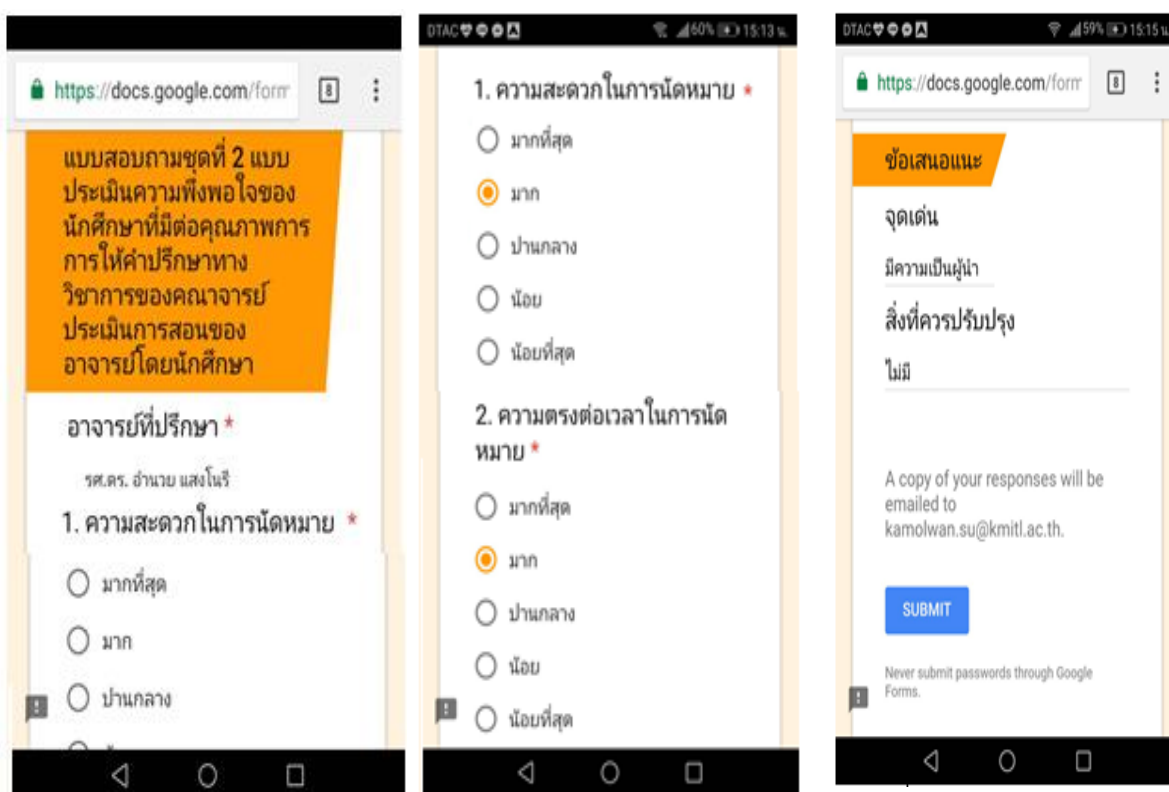 https://docs.google.com/form
8
แบบสอบถามชุดที่ 2 แบบ
ประเมินความพึงพอใจของ
นักศึกษาที่มีต่อคุณภาพการ
การให้คำปรึกษาทาง
วิชาการของคณาจารย์
ประเมินการสอนของ
อาจารย์โดยนักศึกษา
อาจารย์ที่ปรึกษา *
รศ.ดร. อำนวย แสงโนรี
1. ความสะดวกในการนัดหมาย *
มากที่สุด
มาก
ปานกลาง
DTAC 60% 15:13 น.
1. ความสะดวกในการนัดหมาย *
มากที่สุด
มาก
ปานกลาง
น้อย
น้อยที่สุด
2. ความตรงต่อเวลาในการนัด
หมาย *
มากที่สุด
มาก
ปานกลาง
น้อย
น้อยที่สุด
DTAC 59% 15:15 น.
https://docs.google.com/form
8
ข้อเสนอแนะ
จุดเด่น
มีความเป็นผู้นำ
สิ่งที่ควรปรับปรุง
ไม่มี
A copy of your responses will be
emailed to
kamolwan.su@kmitl.ac.th.
SUBMIT
Never submit passwords through Google
Forms.